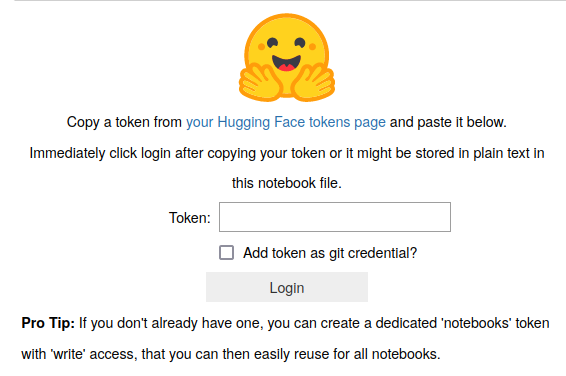 Copy a token from your Hugging Face tokens page and paste it below.
Immediately click login after copying your token or it might be stored in plain text in
this notebook file.
Token:
Add token as git credential?
Login
Pro Tip: If you don't already have one, you can create a dedicated 'notebooks' token
with 'write' access, that you can then easily reuse for all notebooks.